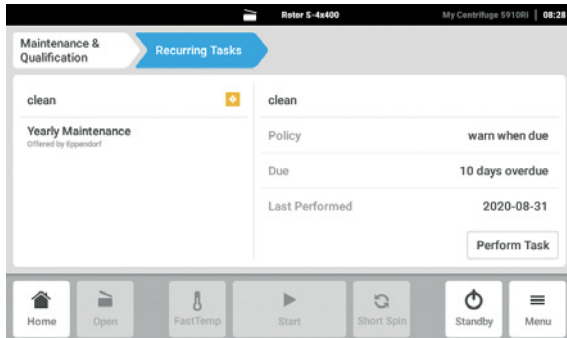 Rotor S-4x400
My Centrifuge 5910Ri | 08:28
Maintenance &
Qualification
Recurring Tasks
clean
Yearly Maintenance
Offered by Eppendorf
clean
Policy warn when due
Due 10 days overdue
Last Performed 2020-08-31
Perform Task
Home
Open
FastTemp
Start
Short Spin
Standby
Menu